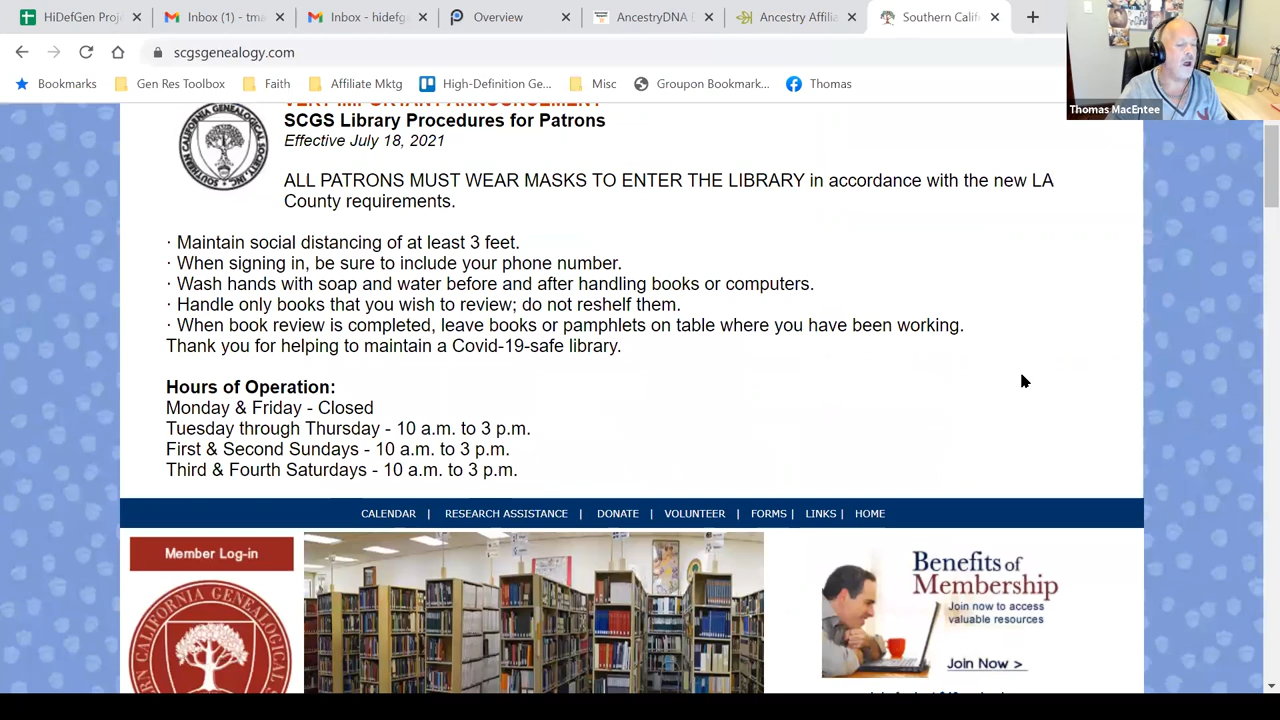 HiDefGen Proj
Inbox (1) - tma
Inbox - hidefg
Overview
AncestryDNA
Ancestry Affilia
Southern Calif
scgsgenealogy.com
Bookmarks
Gen Res Toolbox
Faith
Affiliate Mktg
High-Definition Ge...
Misc
Groupon Bookmark...
Thomas
Thomas MacEntee
VERY IMPORTANT ANNOUNCEMENT
SCGS Library Procedures for Patrons
Effective July 18, 2021
ALL PATRONS MUST WEAR MASKS TO ENTER THE LIBRARY in accordance with the new LA
County requirements.
· Maintain social distancing of at least 3 feet.
· When signing in, be sure to include your phone number.
· Wash hands with soap and water before and after handling books or computers.
· Handle only books that you wish to review; do not reshelf them.
· When book review is completed, leave books or pamphlets on table where you have been working.
Thank you for helping to maintain a Covid-19-safe library.
Hours of Operation:
Monday & Friday - Closed
Tuesday through Thursday - 10 a.m. to 3 p.m.
First & Second Sundays - 10 a.m. to 3 p.m.
Third & Fourth Saturdays - 10 a.m. to 3 p.m.
CALENDAR | RESEARCH ASSISTANCE | DONATE | VOLUNTEER | FORMS | LINKS | HOME
Member Log-in
Benefits of
Membership
Join now to access
valuable resources
Join Now >